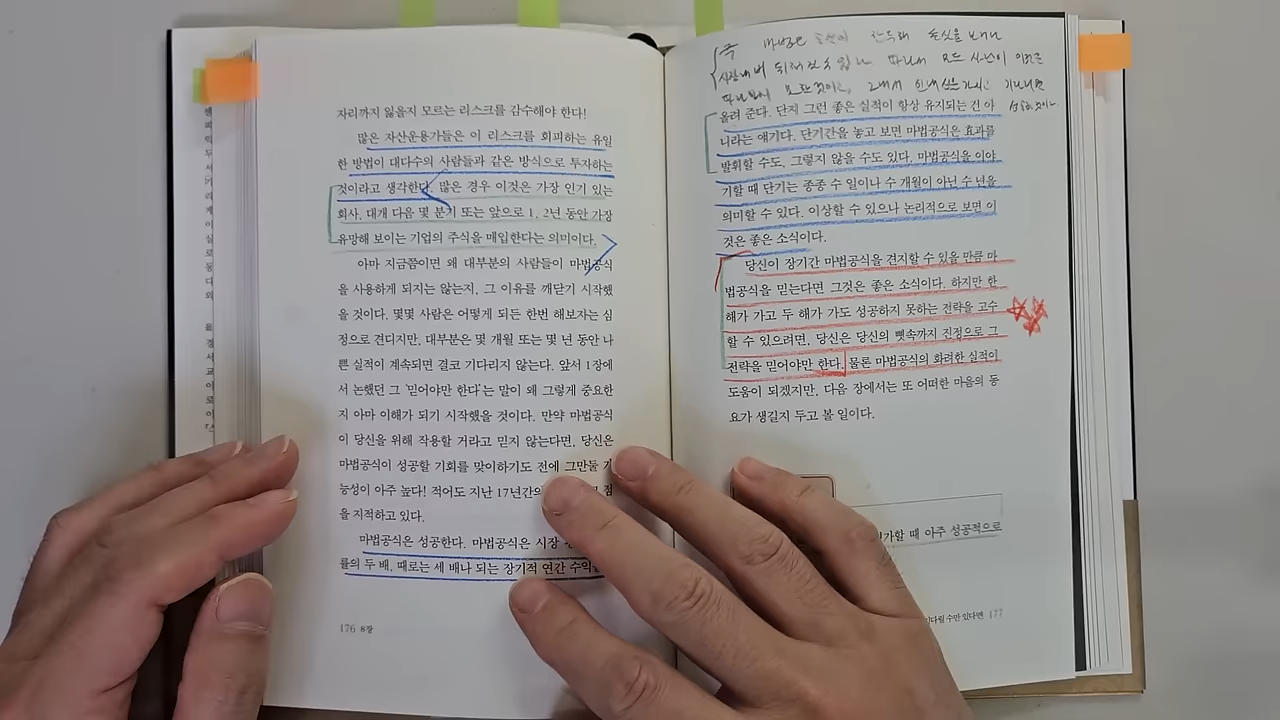 자리까지 잃을지 모르는 리스크를 감수해야 한다!
많은 자산운용가들은 이 리스크를 회피하는 유일
한 방법이 대다수의 사람들과 같은 방식으로 투자하는
것이라고 생각한다. 많은 경우 이것은 가장 인기 있는
회사, 대개 다음 몇 분기 또는 앞으로 1, 2년 동안 가장
유망해 보이는 기업의 주식을 매입한다는 의미이다.
아마 지금쯤이면 왜 대부분의 사람들이 마법공식
을 사용하게 되지는 않는지, 그 이유를 깨닫기 시작했
을 것이다. 몇몇 사람은 어떻게 되든 한번 해보자는 심
정으로 견디지만, 대부분은 몇 개월 또는 몇 년 동안 나
쁜 실적이 계속되면 결코 기다리지 않는다. 앞서 1장에
서 논했던 그 '믿어야만 한다'는 말이 왜 그렇게 중요한
지 아마 이해가 되기 시작했을 것이다. 만약 마법공식
이 당신을 위해 작용할 거라고 믿지 않는다면, 당신은
마법공식이 성공할 기회를 맞이하기도 전에 그만둘 가
능성이 아주 높다! 적어도 지난 17년간의 점
을 지적하고 있다.
마법공식은 성공한다. 마법공식은 시장
률의 두 배, 때로는 세 배나 되는 장기적 연간 수익
176 8장
올려 준다. 단지 그런 좋은 실적이 항상 유지되는 건 아
니라는 얘기다. 단기간을 놓고 보면 마법공식은 효과를
발휘할 수도, 그렇지 않을 수도 있다. 마법공식을 이야
기할 때 단기는 종종 수 일이나 수 개월이 아닌 수 년을
의미할 수 있다. 이상할 수 있으나 논리적으로 보면 이
것은 좋은 소식이다.
당신이 장기간 마법공식을 견지할 수 있을 만큼 마
법공식을 믿는다면 그것은 좋은 소식이다. 하지만 한
해가 가고 두 해가 가도 성공하지 못하는 전략을 고수
할 수 있으려면, 당신은 당신의 뼛속까지 진정으로 그
전략을 믿어야만 한다. 물론 마법공식의 화려한 실적이
도움이 되겠지만, 다음 장에서는 또 어떠한 마음의 동
요가 생길지 두고 볼 일이다.
가할 때 아주 성공적으로
기다릴 수만 있다면 177